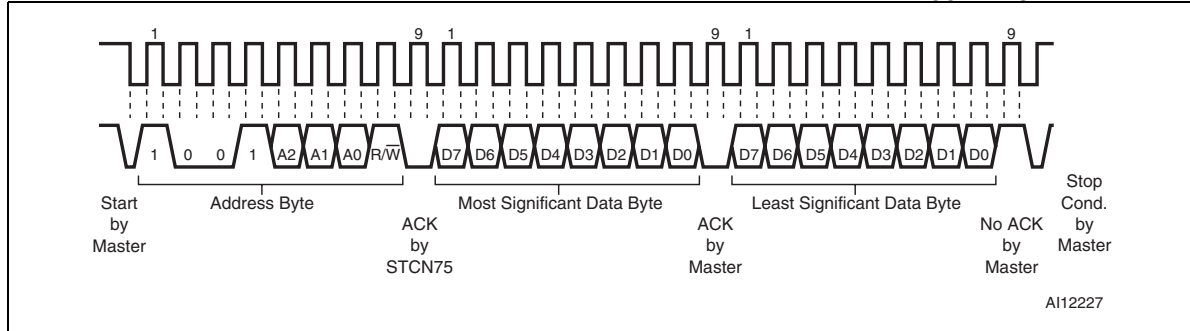 1 9 1 9 1 9
1 0 0 1 A2 A1 A0 R/W D7 D6 D5 D4 D3 D2 D1 D0 D7 D6 D5 D4 D3 D2 D1 D0
Start
by
Master
Address Byte
ACK
by
STCN75
Most Significant Data Byte
ACK
by
Master
Least Significant Data Byte
No ACK
by
Master
Stop
Cond.
by
Master
AI12227